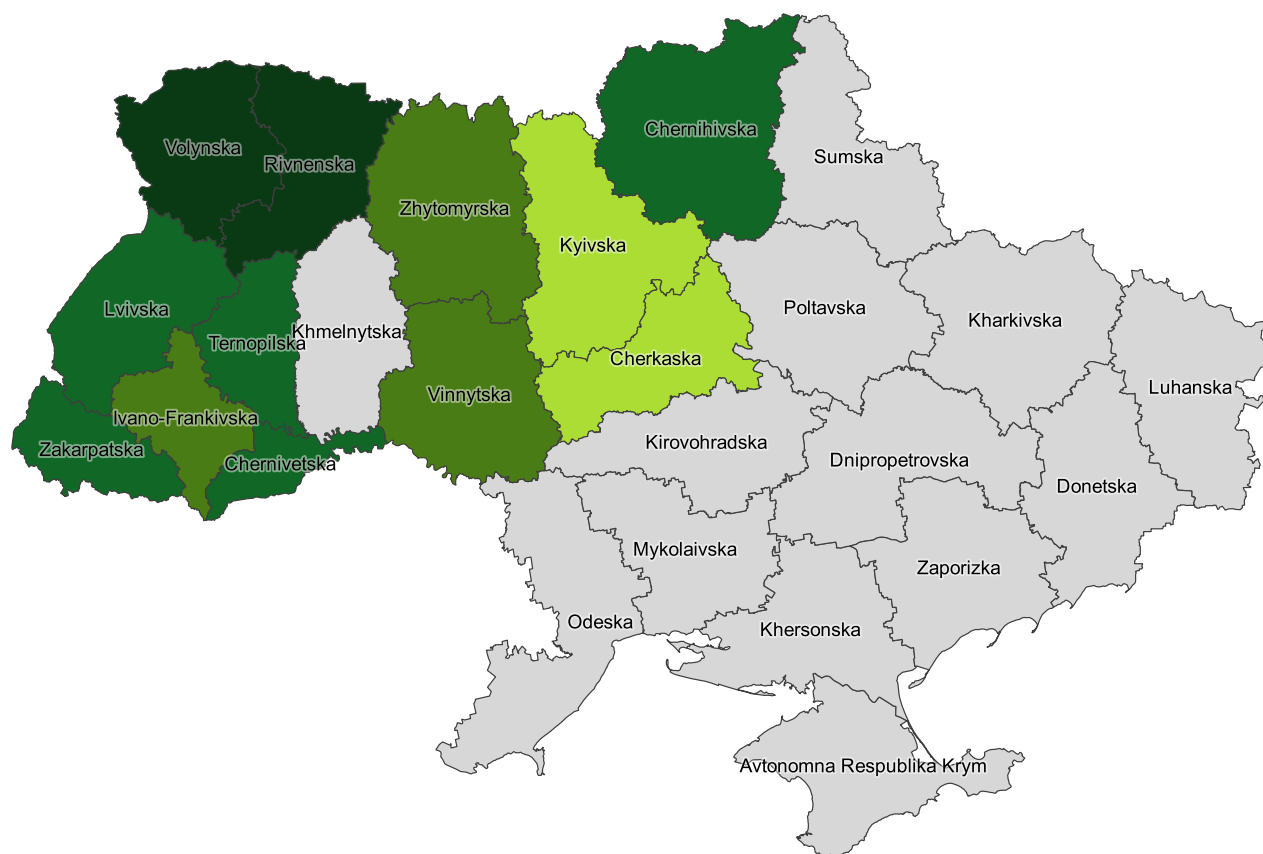 Chernihivska
Volynska
Sumska
Rivnenska
Zhytomyrska
Kyivska
Lvivska
Poltavska
Kharkivska
Khmelnytska
Ternopilska
Cherkaska
Luhanska
Vinnytska
Ivano-Frankivska
Kirovohradska
Zakarpatska
Chernivetska
Dnipropetrovska
Donetska
Mykolaivska
Zaporizka
Odeska
Khersonska
Avtonomna Respublika Krym